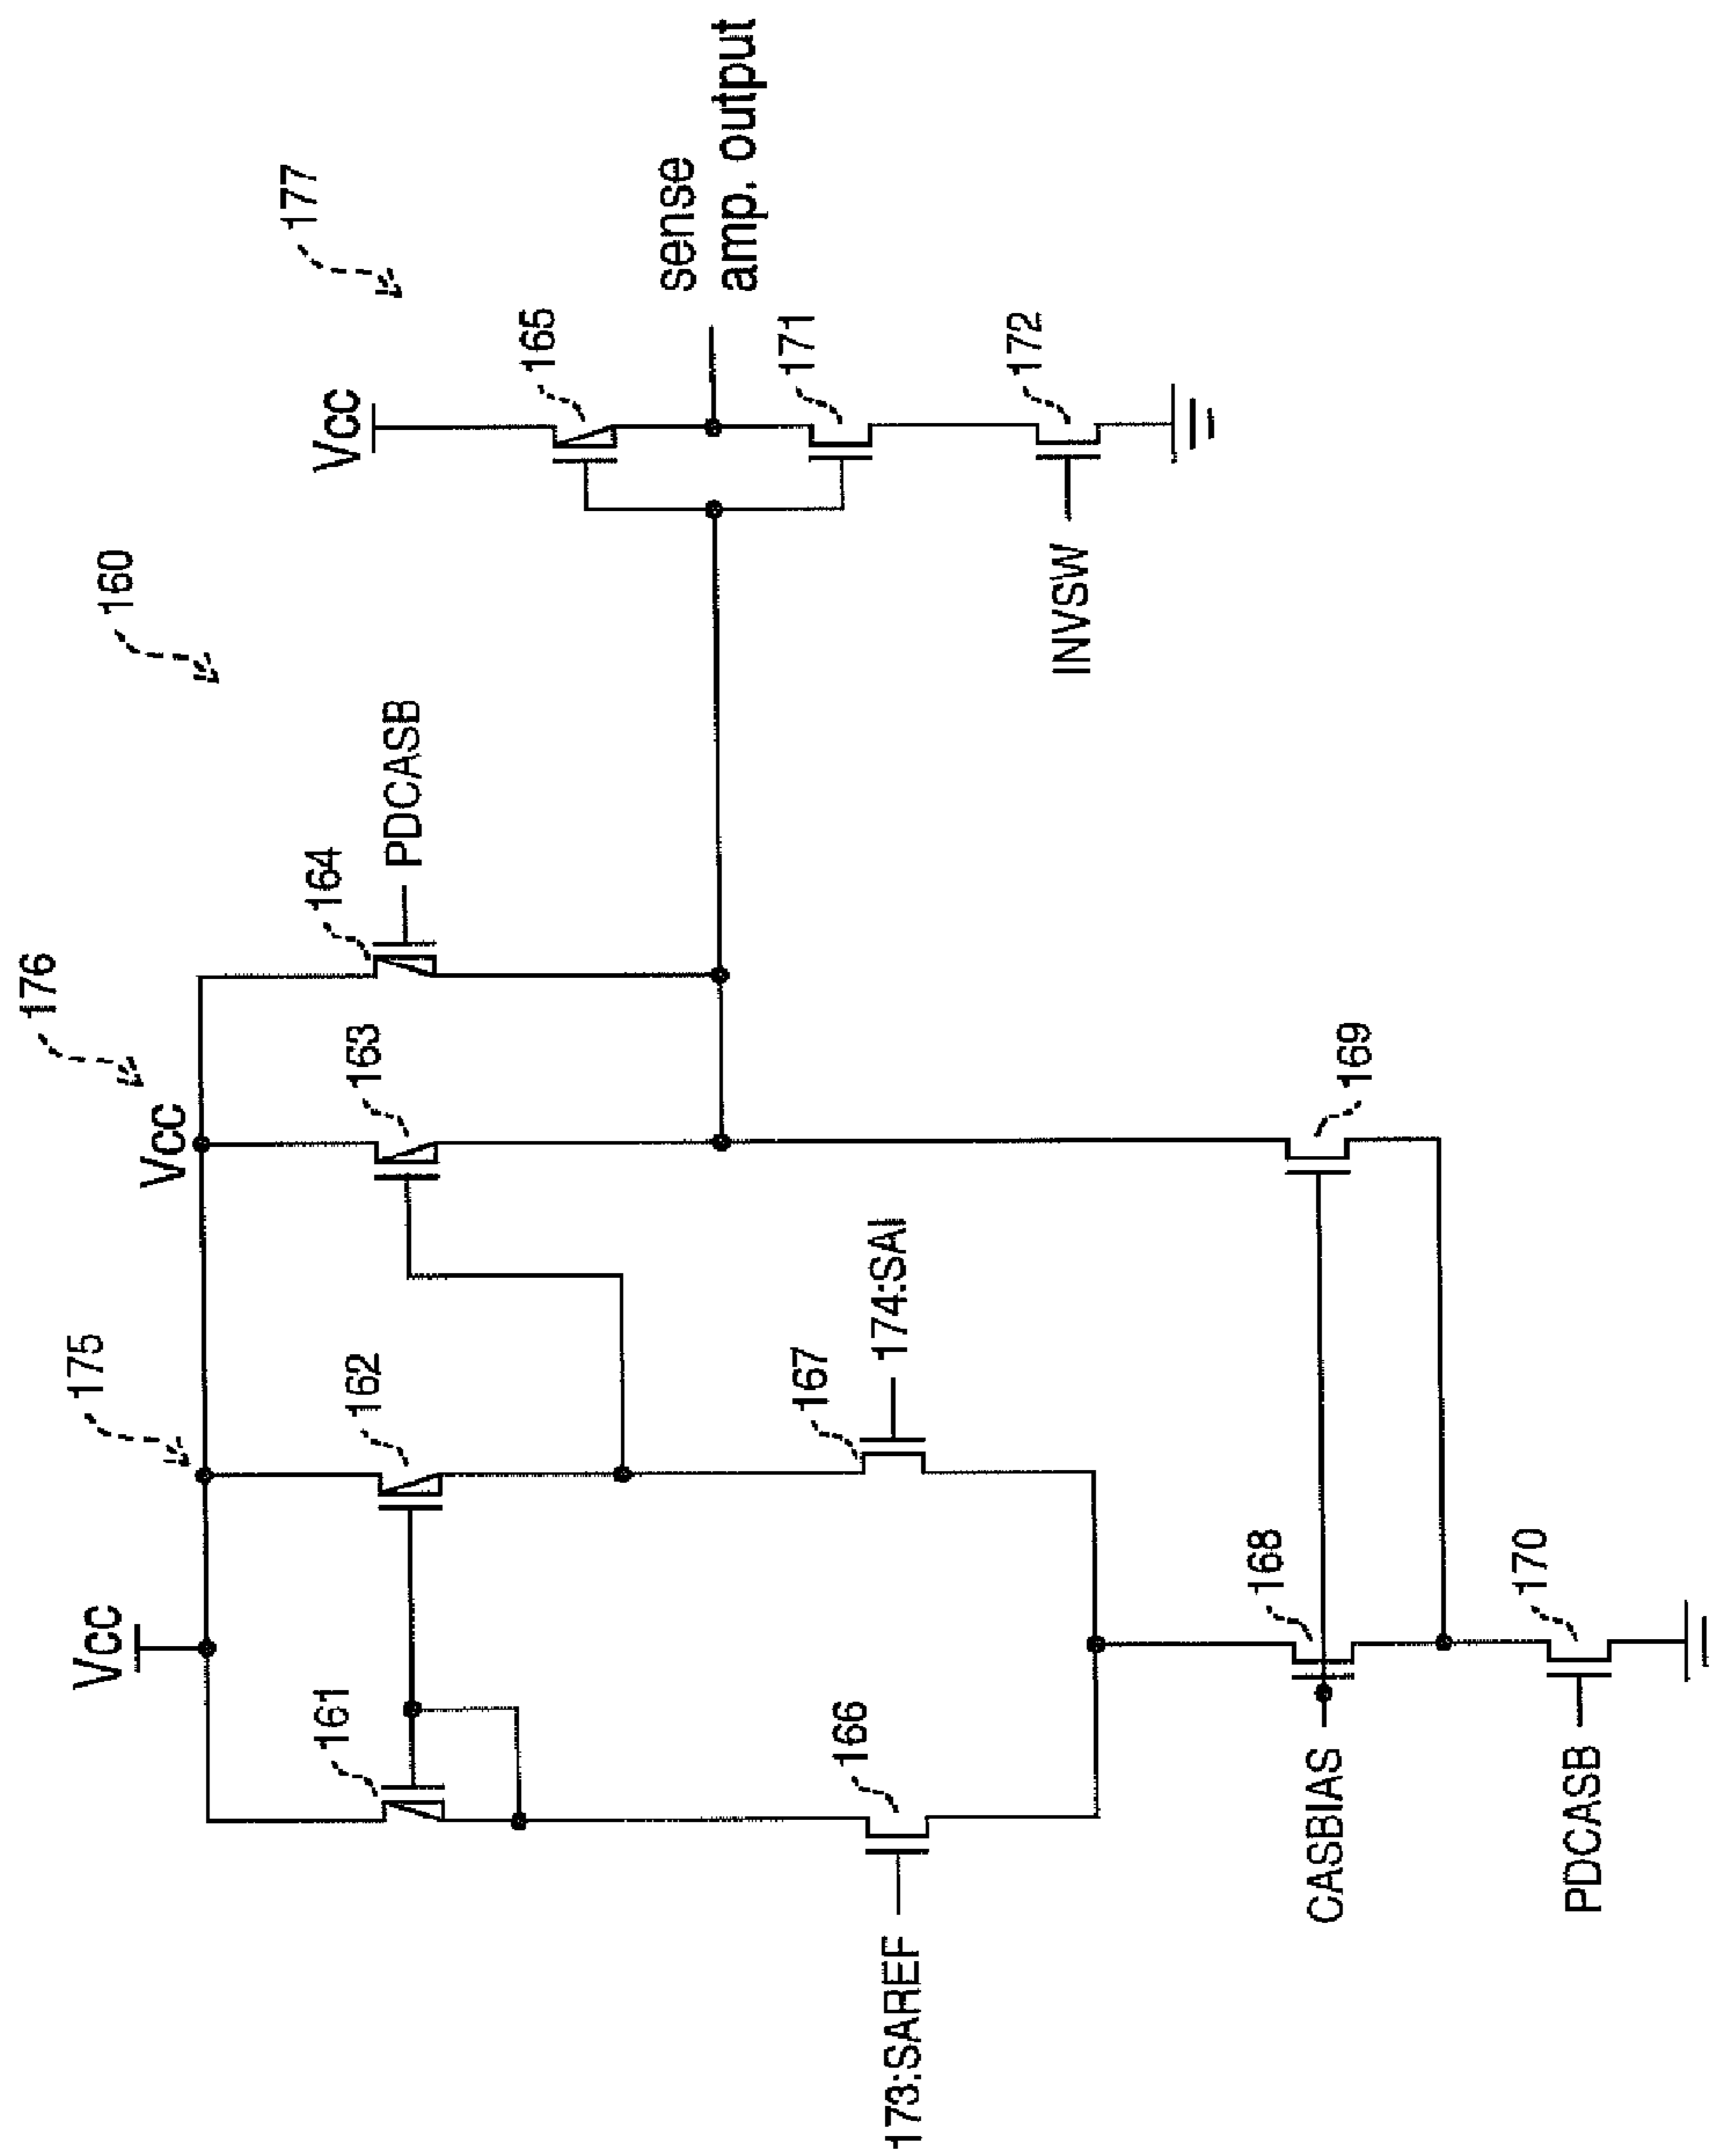 160
175
176
177
Vcc
Vcc
Vcc
161
162
163
164
PDCASB
165
sense
amp. output
173:SAREF
166
167
174:SAI
171
INVSW
172
CASBIAS
168
169
PDCASB
170